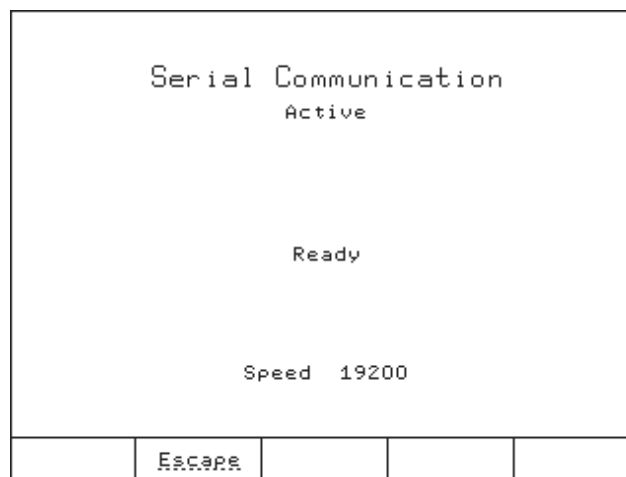 Serial Communication
Active
Ready
Speed 19200
Escape